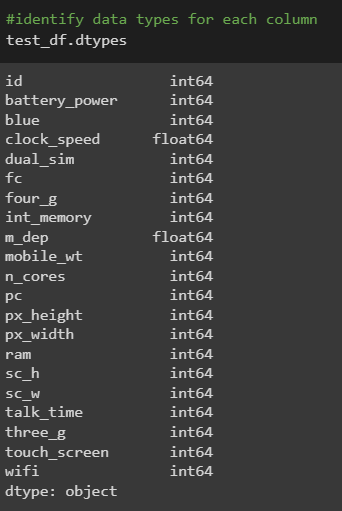 #identify data types for each column
test_df.dtypes
id int64
battery_power int64
blue int64
clock_speed float64
dual_sim int64
fc int64
four_g int64
int_memory int64
m_dep float64
mobile_wt int64
n_cores int64
pc int64
px_height int64
px_width int64
ram int64
sc_h int64
sc_w int64
talk_time int64
three_g int64
touch_screen int64
wifi int64
dtype: object